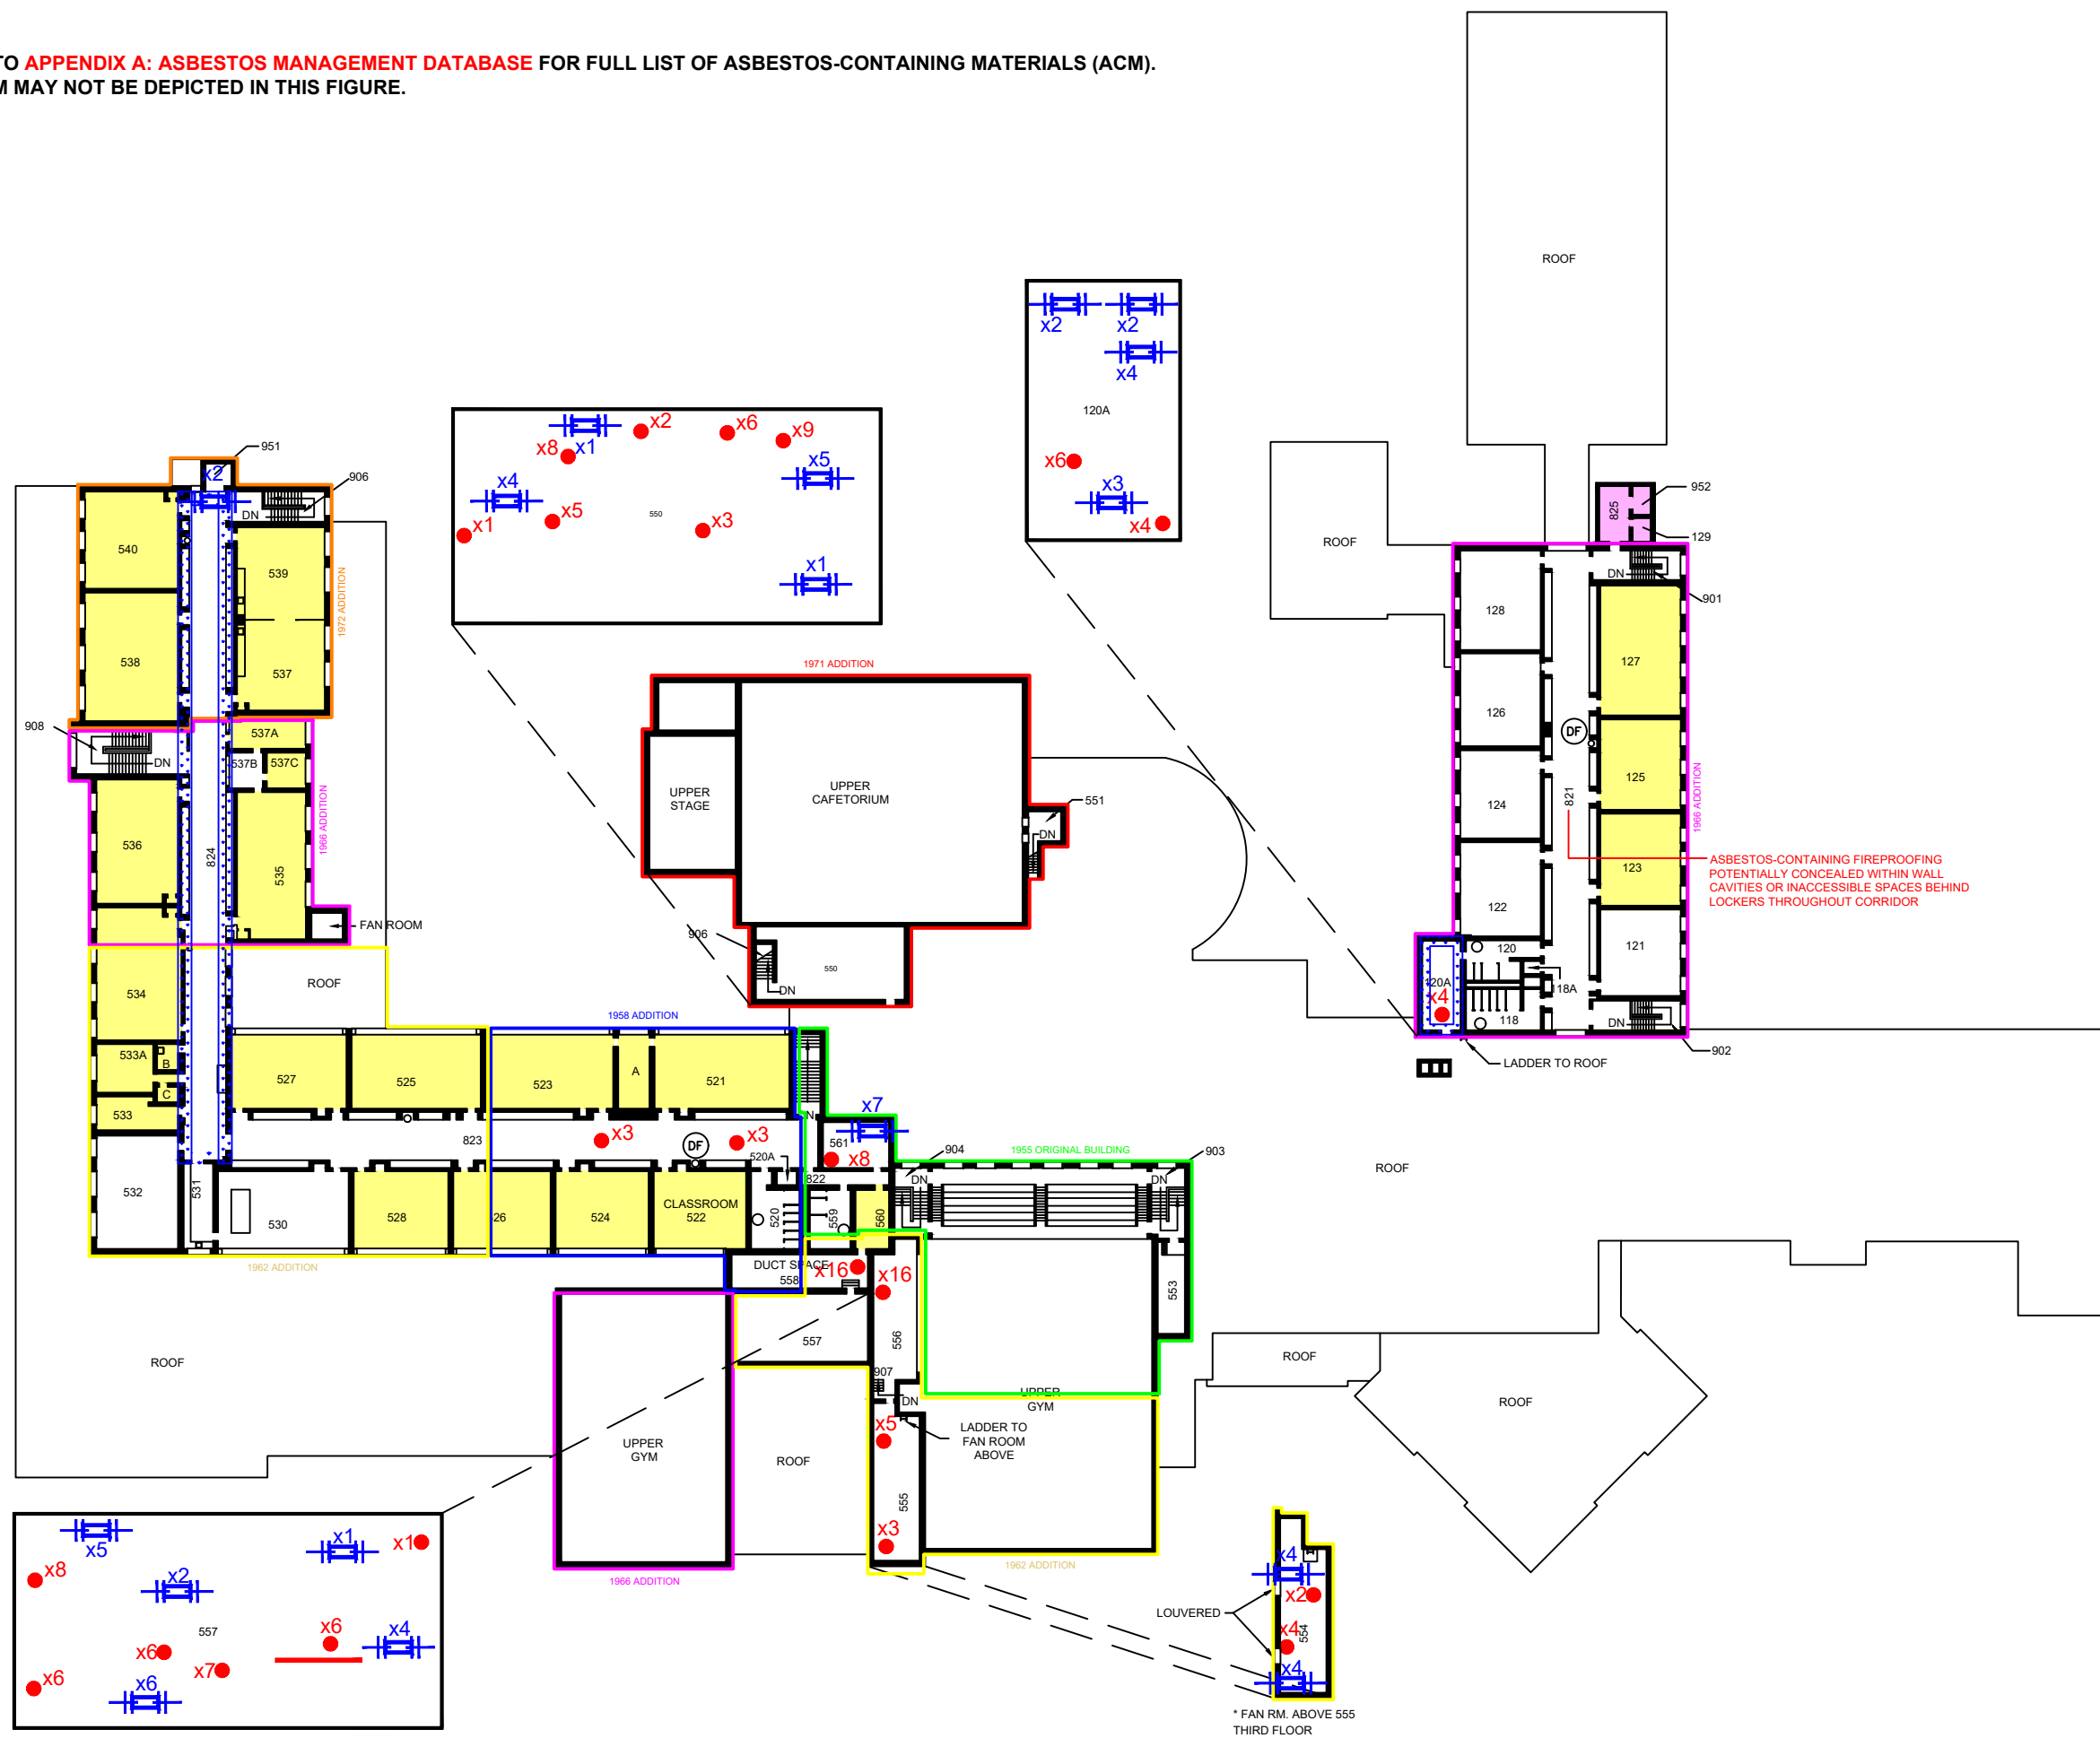 TO APPENDIX A: ASBESTOS MANAGEMENT DATABASE FOR FULL LIST OF ASBESTOS-CONTAINING MATERIALS (ACM).
M MAY NOT BE DEPICTED IN THIS FIGURE.
ROOF
x2 x2
x4
120A
x6
x3
x4
x2 x6 x9
x8 x1
x4 x5
x5
x1 x3
550
x1
951
x2
906
DN
540
539
1972 ADDITION
538
537
908
DN
537A
537B
537C
1966 ADDITION
536
824
535
FAN ROOM
534
ROOF
533A
B
C
533
532
531
530
527
525
523
A
521
1958 ADDITION
823
x3
DF
x3
520A
528
26
524
CLASSROOM
522
520
1962 ADDITION
1971 ADDITION
UPPER
STAGE
UPPER
CAFETORIUM
551
DN
906
DN
550
N
x7
561
x8
822
559
560
904
1955 ORIGINAL BUILDING
903
DN
DN
DUCT SPACE
558
x16
x16
553
557
556
907
DN
UPPER
GYM
x5
LADDER TO
FAN ROOM
ABOVE
555
x3
1962 ADDITION
UPPER
GYM
1966 ADDITION
ROOF
ROOF
x5
x1
x1
x8
x2
557
x6
x4
x6
x7
x6
x6
x4
x2
LOUVERED
x4
554
x4
* FAN RM. ABOVE 555
THIRD FLOOR
ROOF
ROOF
ROOF
ROOF
952
825
129
DN
901
128
127
126
DF
125
124
821
1966 ADDITION
123
ASBESTOS-CONTAINING FIREPROOFING
POTENTIALLY CONCEALED WITHIN WALL
CAVITIES OR INACCESSIBLE SPACES BEHIND
LOCKERS THROUGHOUT CORRIDOR
122
121
120
120A
x4
118A
118
DN
902
LADDER TO ROOF